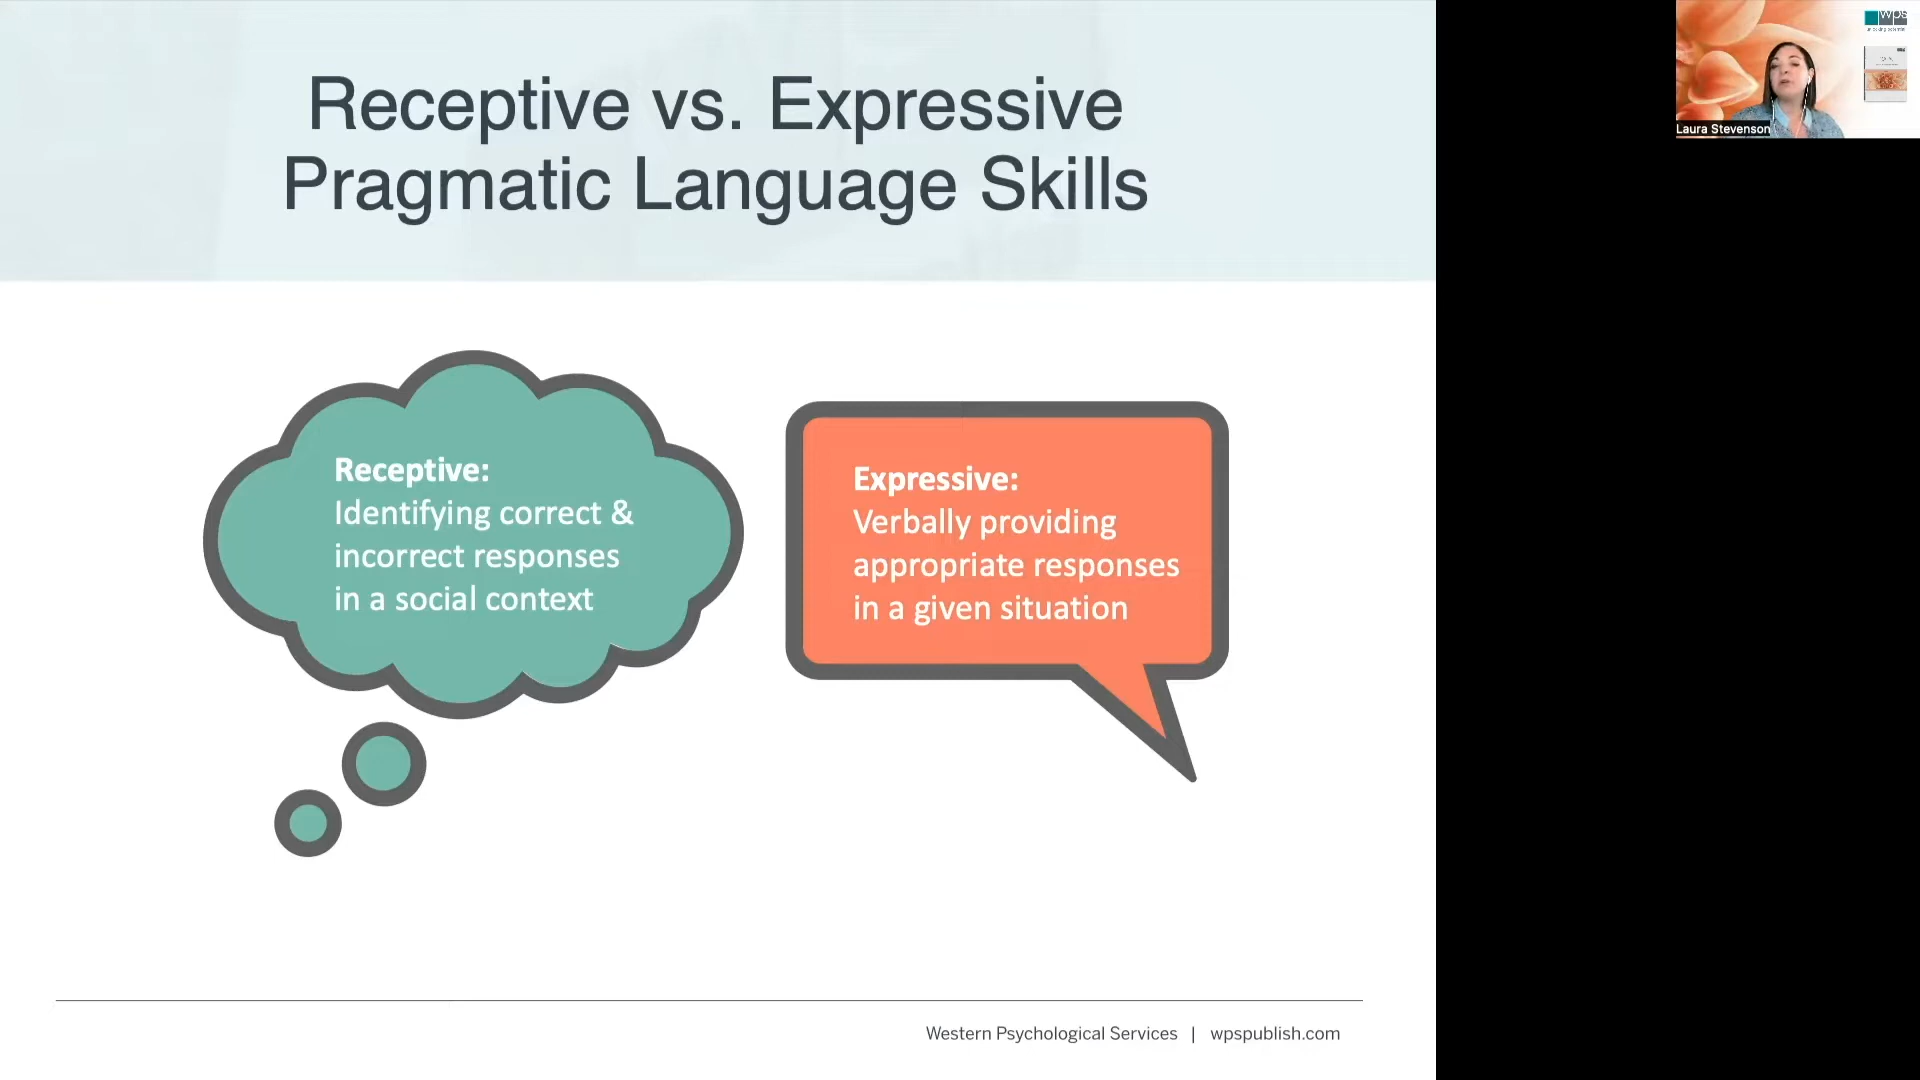 Receptive vs. Expressive
Pragmatic Language Skills
Receptive:
Identifying correct &
incorrect responses
in a social context
Expressive:
Verbally providing
appropriate responses
in a given situation
Western Psychological Services | wpspublish.com
wps
Laura Stevenson